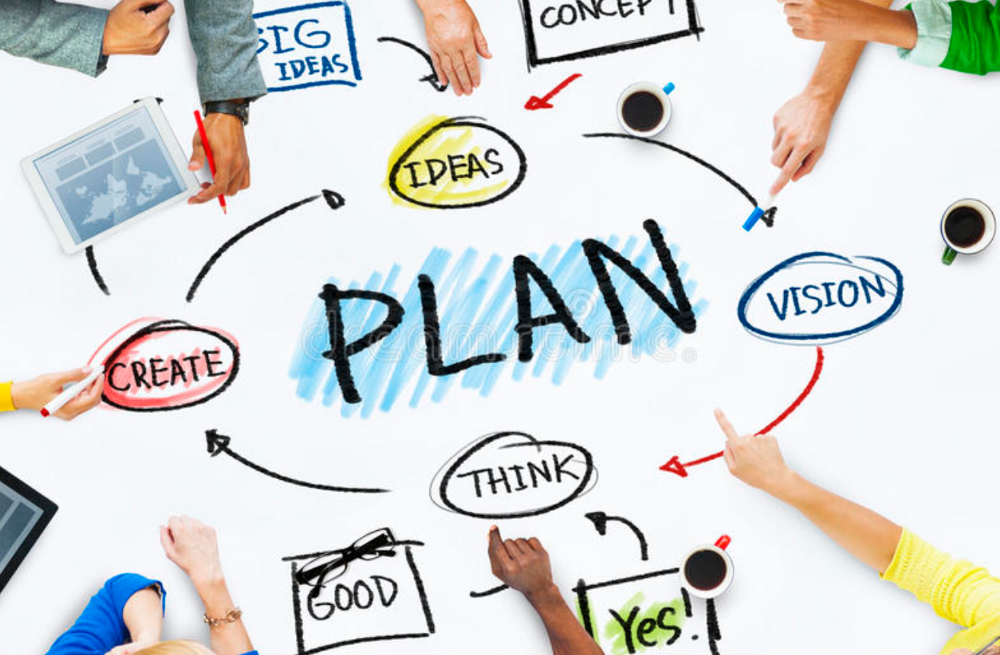 BIG
IDEAS
CONCEPT
IDEAS
PLAN
VISION
CREATE
THINK
GOOD
Yes!